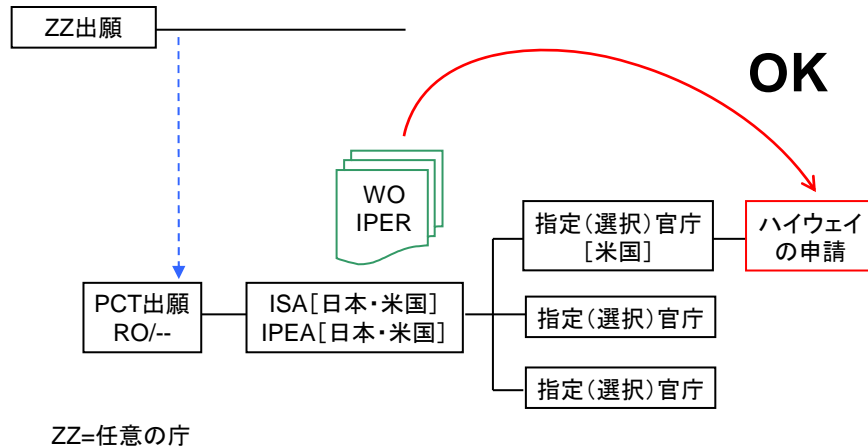 ZZ出願
OK
WO
IPER
指定(選択)官庁
[米国]
ハイウェイ
の申請
PCT出願
RO/--
ISA[日本・米国]
IPEA[日本・米国]
指定(選択)官庁
指定(選択)官庁
ZZ=任意の庁